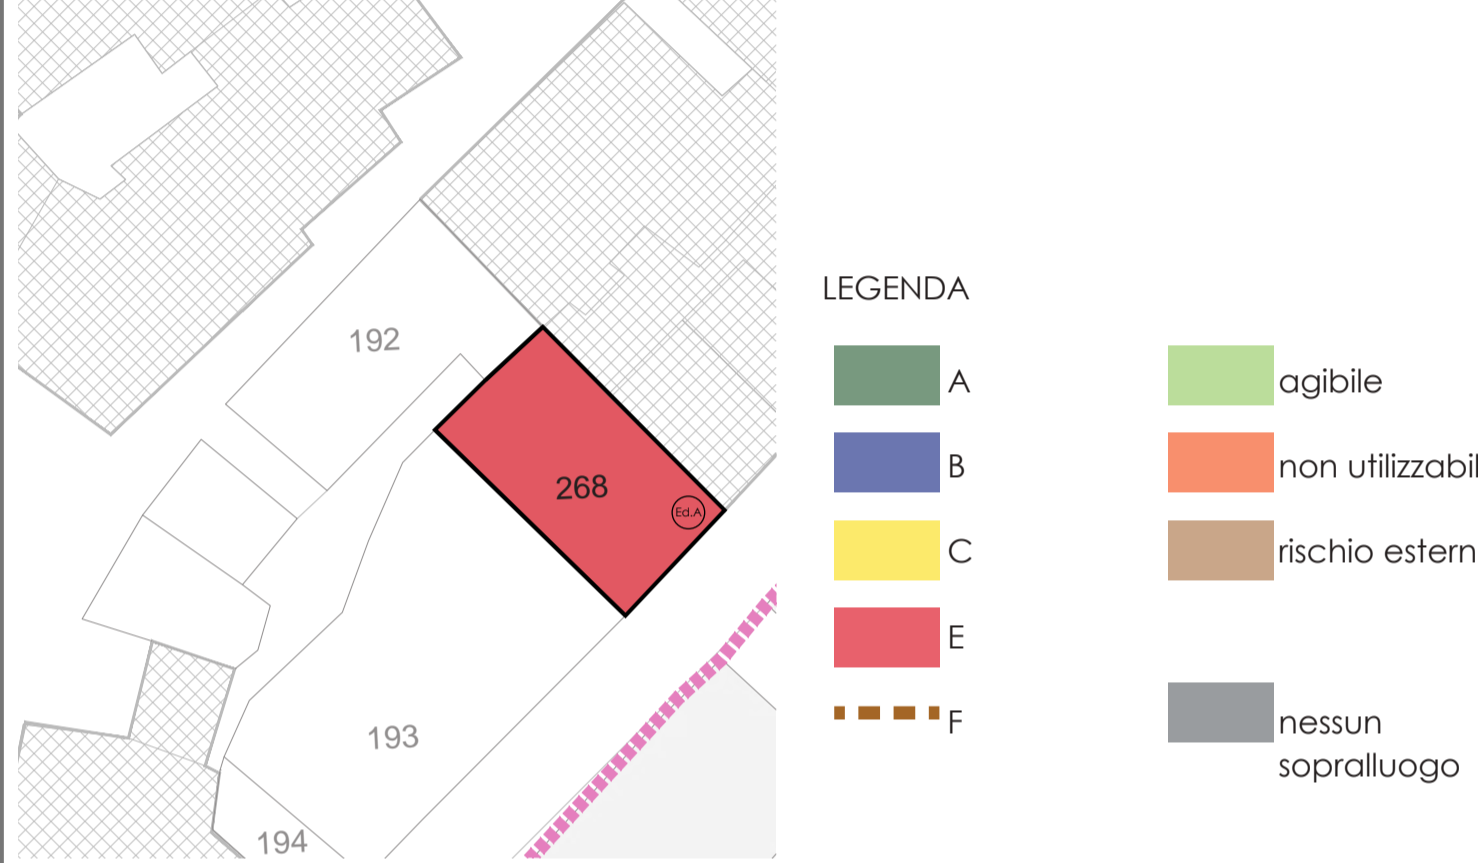 192
268
Ed.A
193
194
LEGENDA
A
B
C
E
F
agibile
non utilizzabil
rischio estern
nessun
sopralluogo